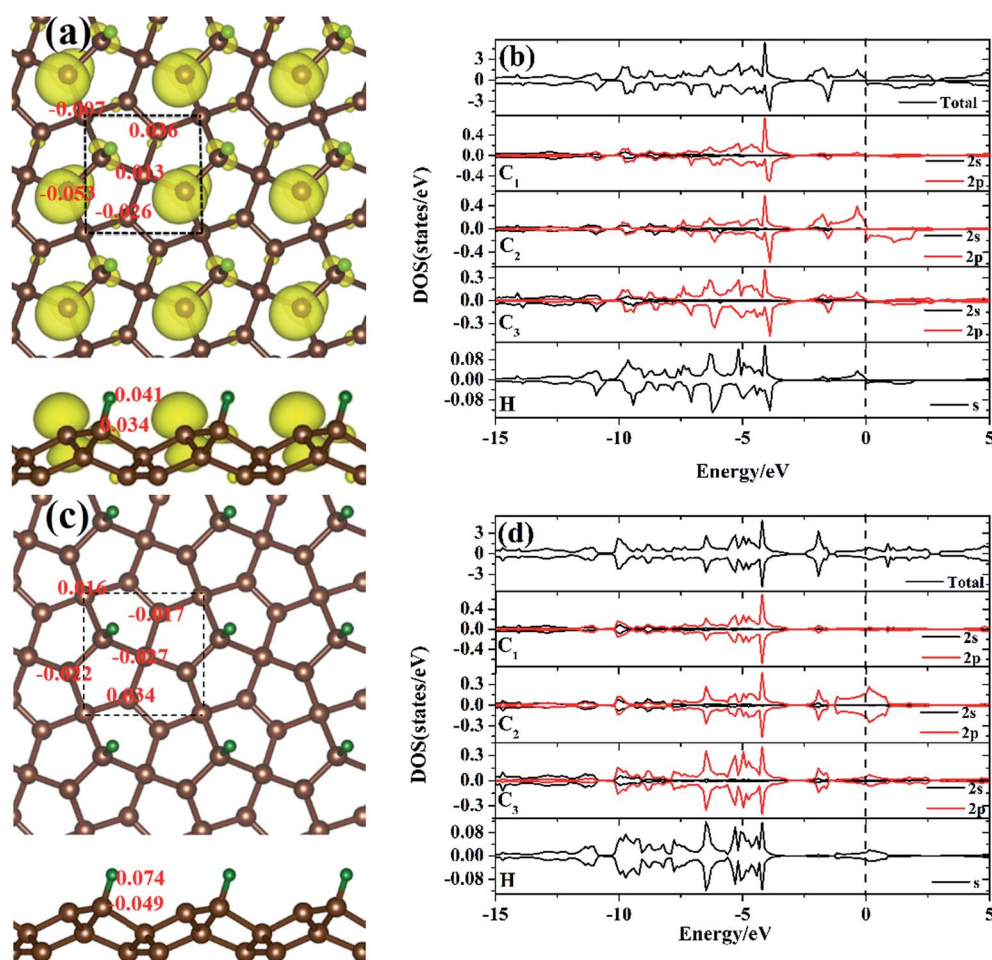 (a)
-0.007
0.036
0.013
-0.053
-0.026
0.041
0.034
(b)
3
0
-3
Total
0.4
0.0
-0.4
C1
2s
2p
0.4
0.0
-0.4
C2
2s
2p
0.3
0.0
-0.3
C3
2s
2p
0.08
0.00
-0.08
H
s
DOS(states/eV)
-15 -10 -5 0 5
Energy/eV
(c)
0.016
-0.017
-0.027
-0.022
0.034
0.074
-0.049
(d)
3
0
-3
Total
0.4
0.0
-0.4
C1
2s
2p
0.3
0.0
-0.3
C2
2s
2p
0.3
0.0
-0.3
C3
2s
2p
0.08
0.00
-0.08
H
s
DOS(states/eV)
-15 -10 -5 0 5
Energy/eV